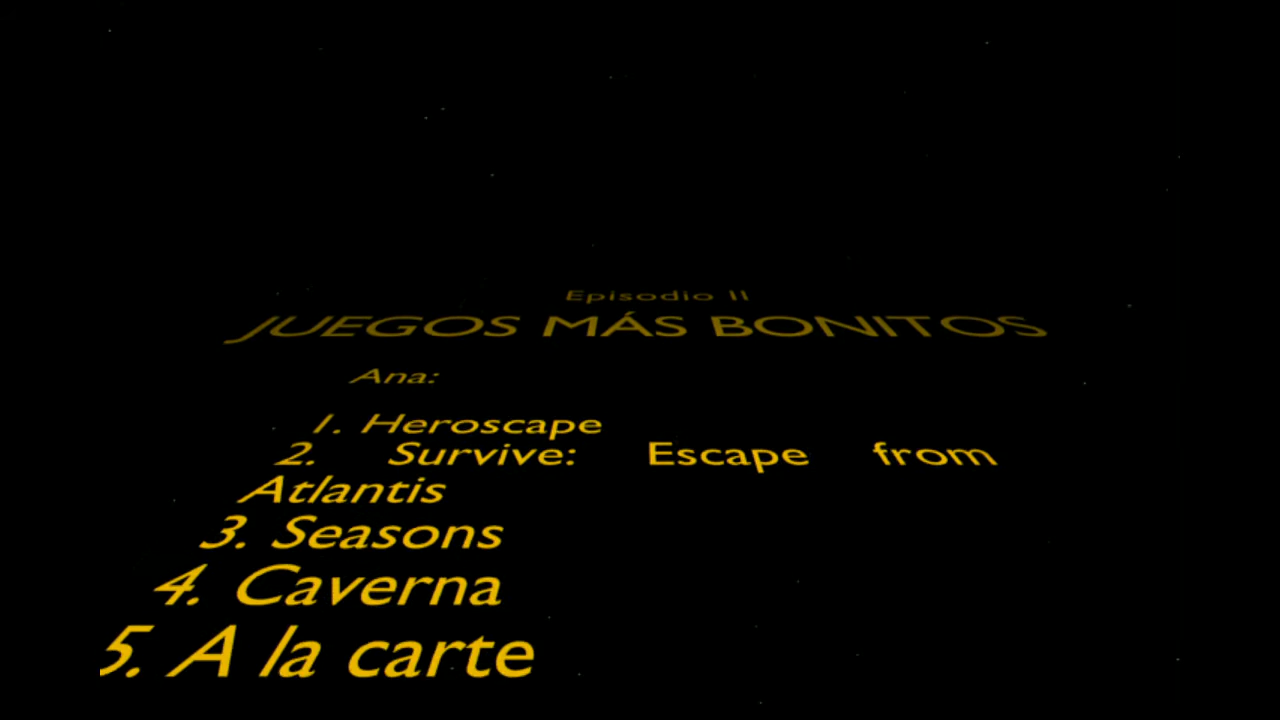 Episodio II
JUEGOS MÁS BONITOS
Ana:
1. Heroscape
2. Survive: Escape from
Atlantis
3. Seasons
4. Caverna
5. A la carte